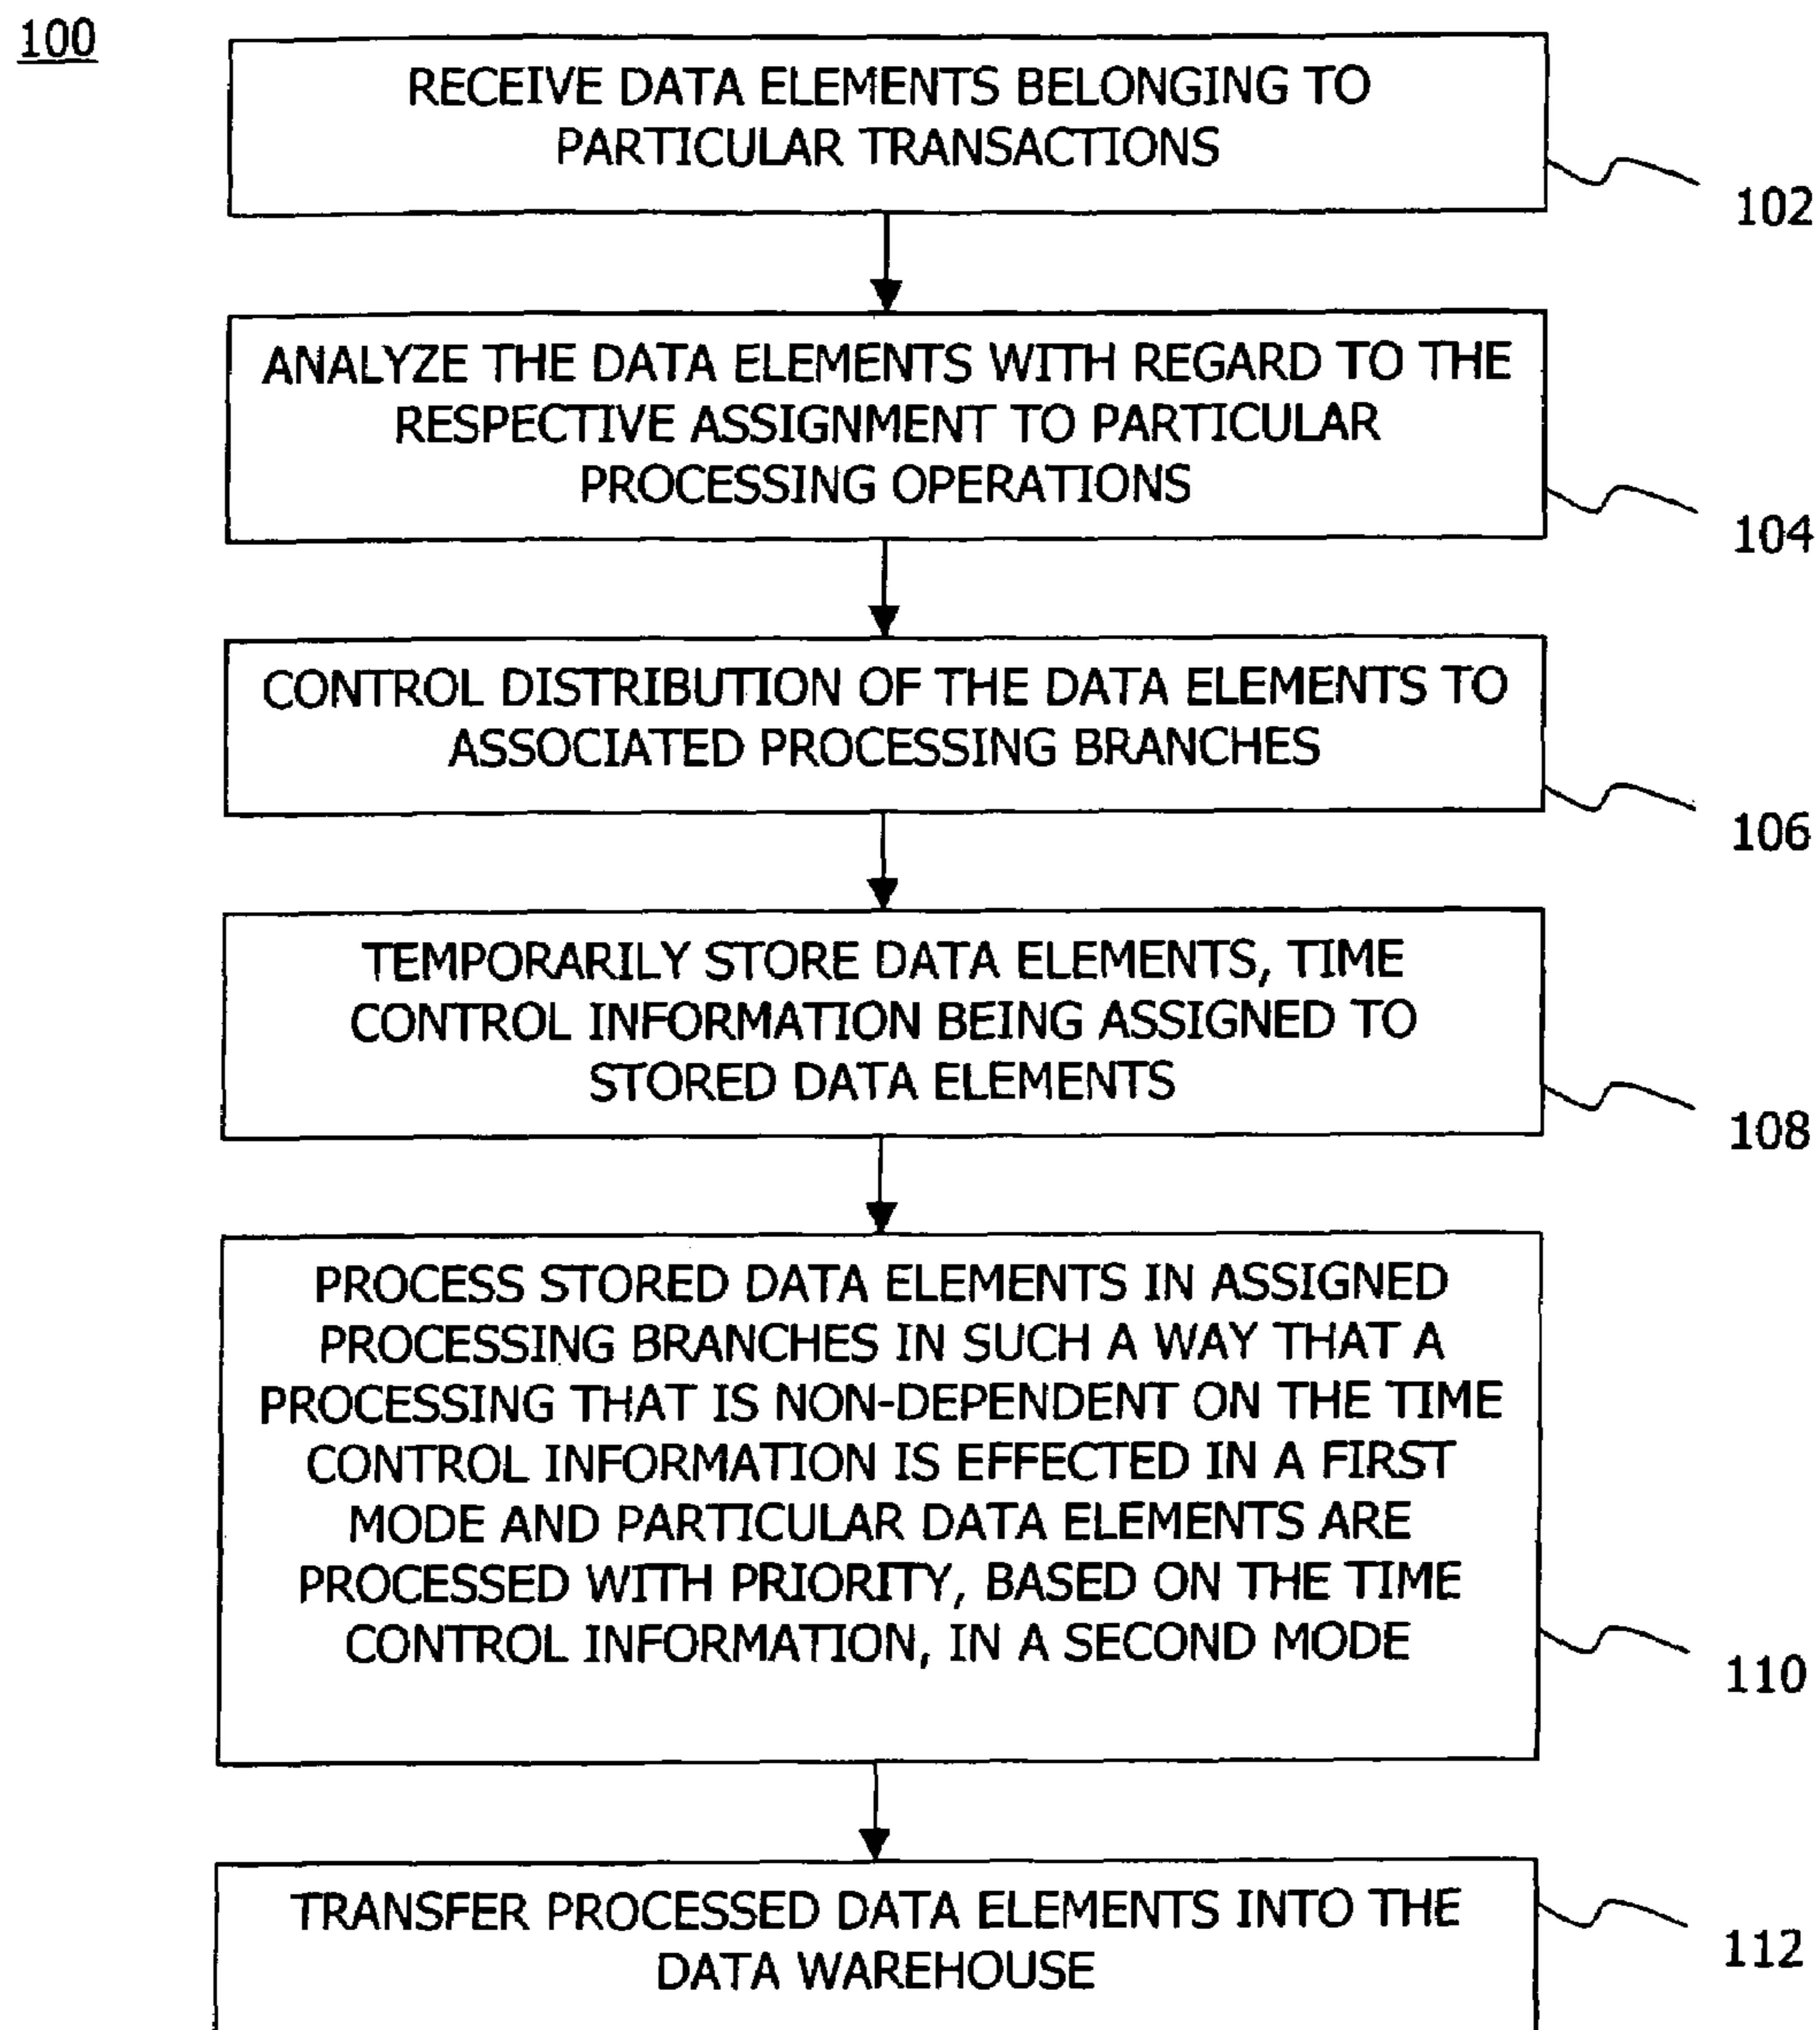 100
RECEIVE DATA ELEMENTS BELONGING TO
PARTICULAR TRANSACTIONS
102
ANALYZE THE DATA ELEMENTS WITH REGARD TO THE
RESPECTIVE ASSIGNMENT TO PARTICULAR
PROCESSING OPERATIONS
104
CONTROL DISTRIBUTION OF THE DATA ELEMENTS TO
ASSOCIATED PROCESSING BRANCHES
106
TEMPORARILY STORE DATA ELEMENTS, TIME
CONTROL INFORMATION BEING ASSIGNED TO
STORED DATA ELEMENTS
108
PROCESS STORED DATA ELEMENTS IN ASSIGNED
PROCESSING BRANCHES IN SUCH A WAY THAT A
PROCESSING THAT IS NON-DEPENDENT ON THE TIME
CONTROL INFORMATION IS EFFECTED IN A FIRST
MODE AND PARTICULAR DATA ELEMENTS ARE
PROCESSED WITH PRIORITY, BASED ON THE TIME
CONTROL INFORMATION, IN A SECOND MODE
110
TRANSFER PROCESSED DATA ELEMENTS INTO THE
DATA WAREHOUSE
112